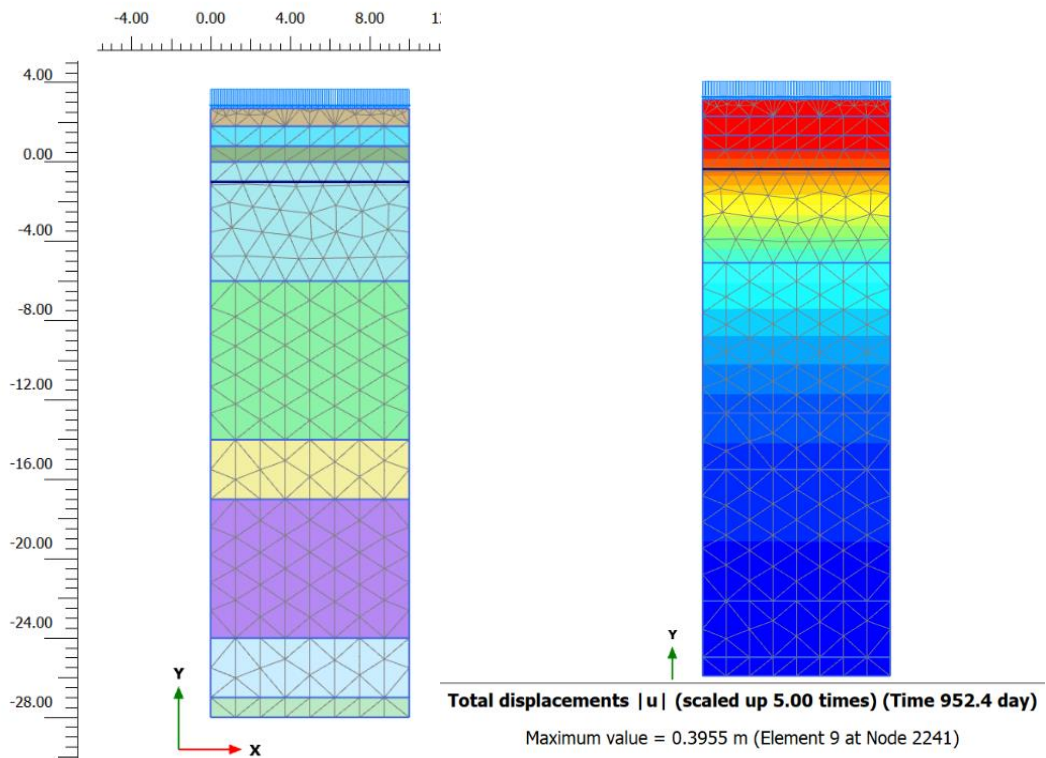 -4.00 0.00 4.00 8.00
4.00
0.00
-4.00
-8.00
-12.00
-16.00
-20.00
-24.00
-28.00
Y
X
Y
Total displacements |u| (scaled up 5.00 times) (Time 952.4 day)
Maximum value = 0.3955 m (Element 9 at Node 2241)